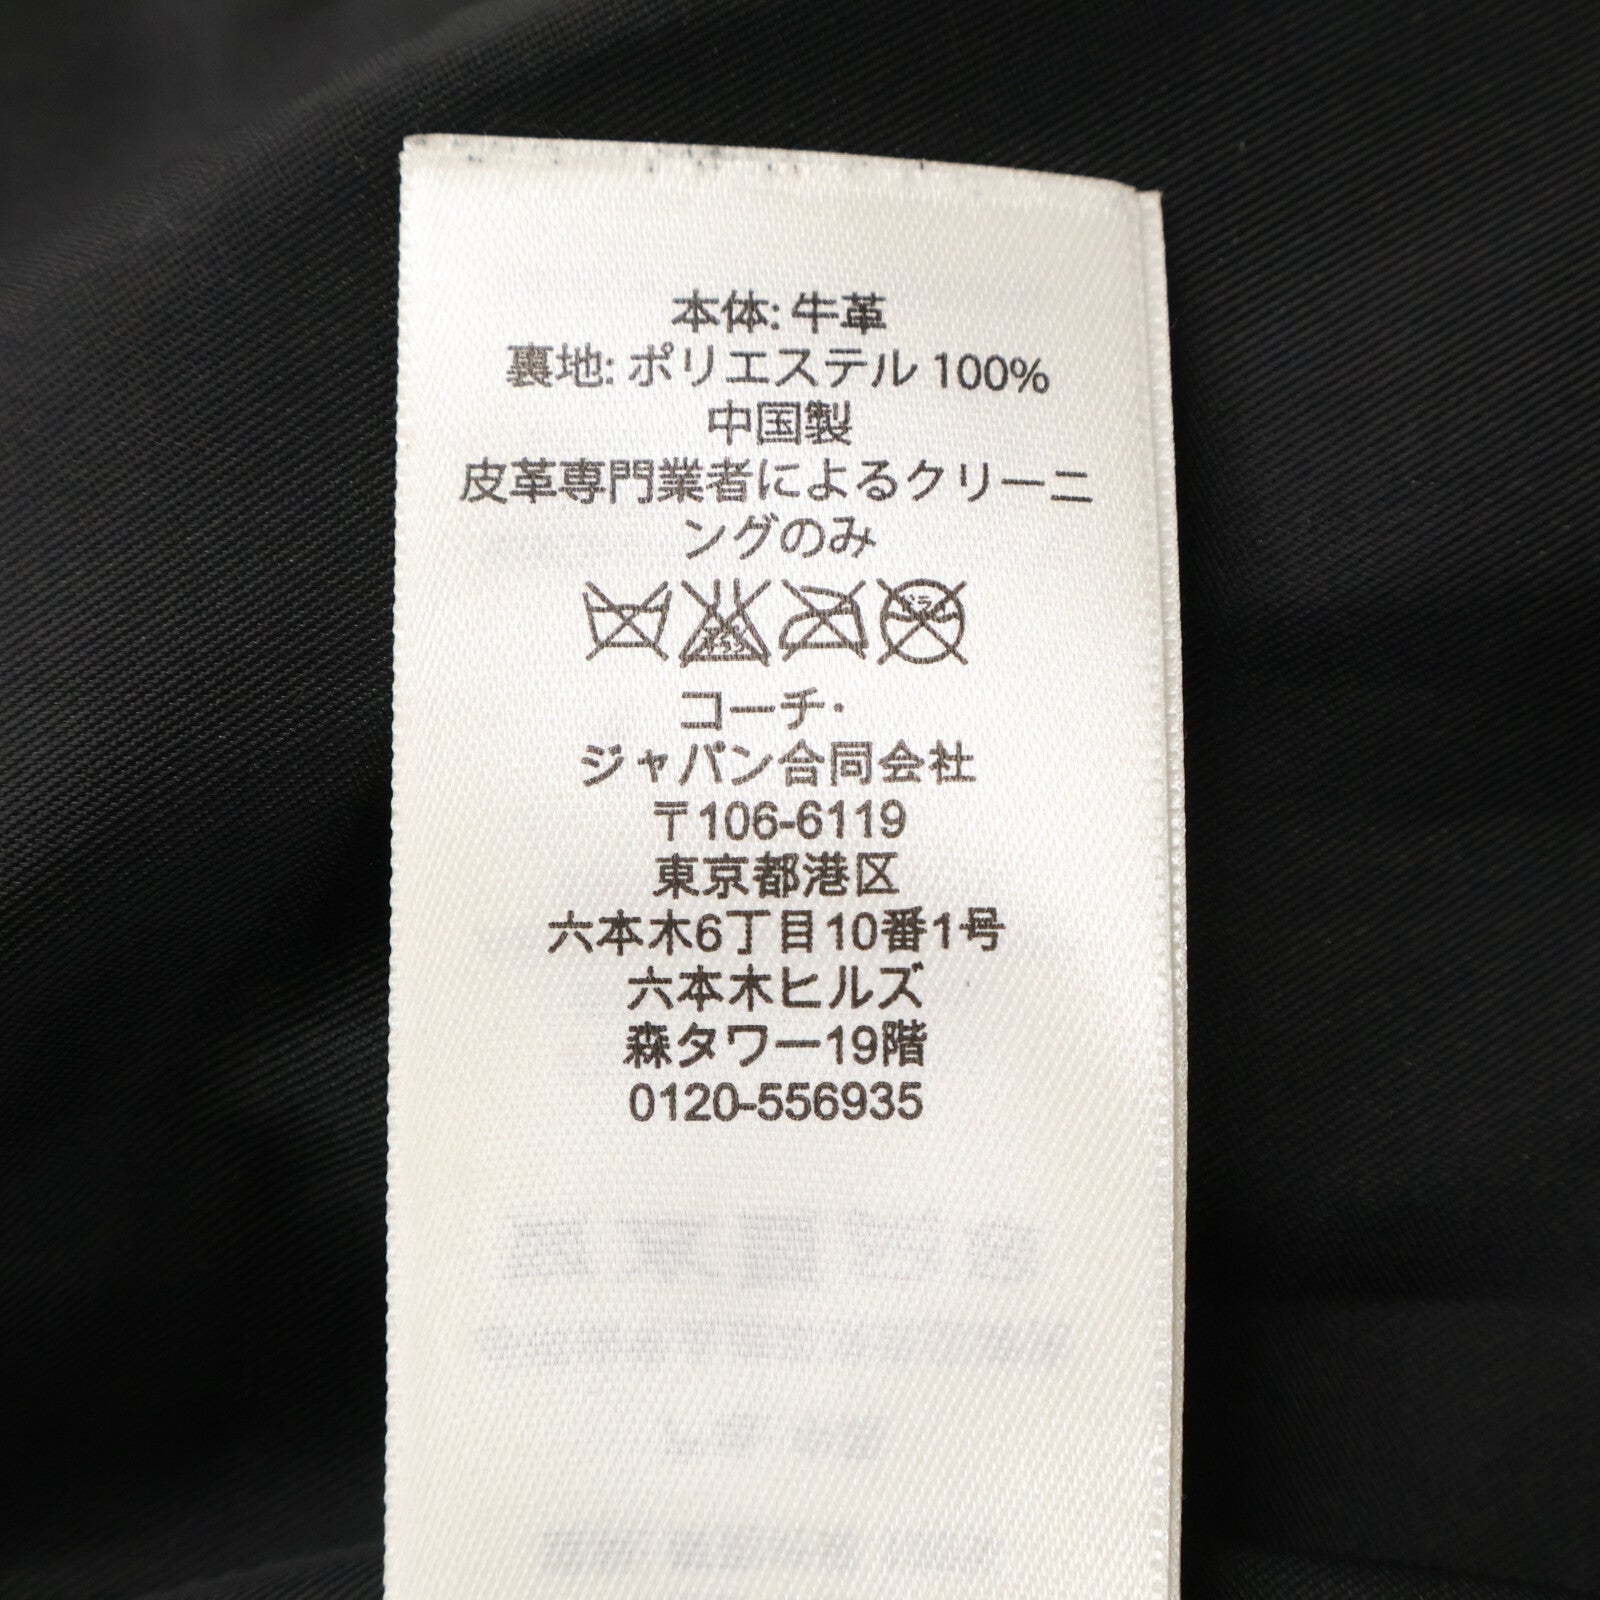 本体: 牛革
裏地: ポリエステル 100%
中国製
皮革専門業者によるクリーニ
ングのみ
コーチ・
ジャパン合同会社
〒106-6119
東京都港区
六本木6丁目10番1号
六本木ヒルズ
森タワー19階
0120-556935